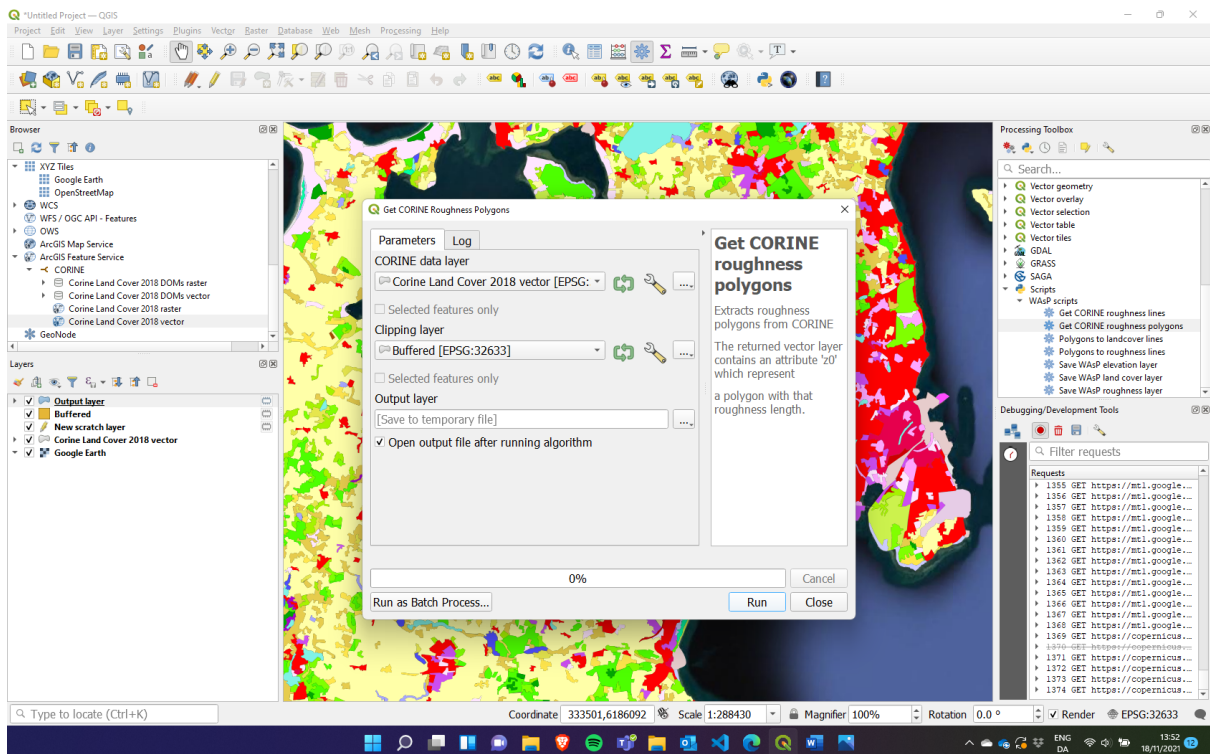 *Untitled Project — QGIS
Project Edit View Layer Settings Plugins Vector Raster Database Web Mesh Processing Help
Browser
XYZ Tiles
Google Earth
OpenStreetMap
WCS
WFS / OGC API - Features
OWS
ArcGIS Map Service
ArcGIS Feature Service
CORINE
Corine Land Cover 2018 DOMs raster
Corine Land Cover 2018 DOMs vector
Corine Land Cover 2018 raster
Corine Land Cover 2018 vector
GeoNode
Layers
Output layer
Buffered
New scratch layer
Corine Land Cover 2018 vector
Google Earth
Get CORINE Roughness Polygons
Parameters Log
CORINE data layer
Corine Land Cover 2018 vector [EPSG:
Selected features only
Clipping layer
Buffered [EPSG:32633]
Selected features only
Output layer
[Save to temporary file]
Open output file after running algorithm
Get CORINE
roughness
polygons
Extracts roughness
polygons from CORINE
The returned vector layer
contains an attribute 'z0'
which represent
a polygon with that
roughness length.
0%
Cancel
Run as Batch Process...
Run
Close
Processing Toolbox
Search...
Vector geometry
Vector overlay
Vector selection
Vector table
Vector tiles
GDAL
GRASS
SAGA
Scripts
WAsP scripts
Get CORINE roughness lines
Get CORINE roughness polygons
Polygons to landcover lines
Polygons to roughness lines
Save WAsP elevation layer
Save WAsP land cover layer
Save WAsP roughness layer
Debugging/Development Tools
Filter requests
Requests
1355 GET https://mt1.google...
1356 GET https://mt1.google...
1357 GET https://mt1.google...
1358 GET https://mt1.google...
1359 GET https://mt1.google...
1360 GET https://mt1.google...
1361 GET https://mt1.google...
1362 GET https://mt1.google...
1363 GET https://mt1.google...
1364 GET https://mt1.google...
1365 GET https://mt1.google...
1366 GET https://mt1.google...
1367 GET https://mt1.google...
1368 GET https://mt1.google...
1369 GET https://copernicus...
1370 GET https://copernicus...
1371 GET https://copernicus...
1372 GET https://copernicus...
1373 GET https://copernicus...
1374 GET https://copernicus...
Type to locate (Ctrl+K)
Coordinate 333501,6186092 Scale 1:288430 Magnifier 100% Rotation 0.0 ° Render EPSG:32633
ENG
DA
13:52
18/11/2021
12